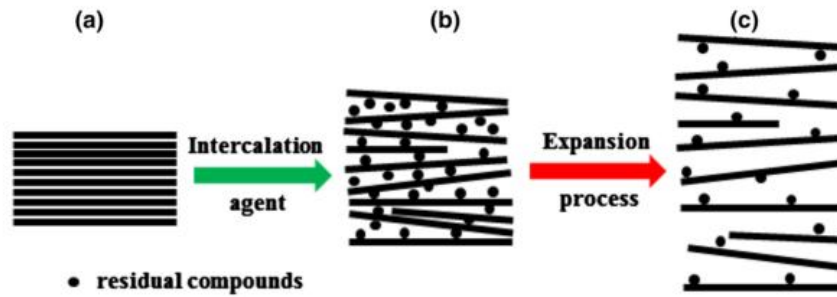 (a)
(b)
(c)
Intercalation
agent
Expansion
process
residual compounds